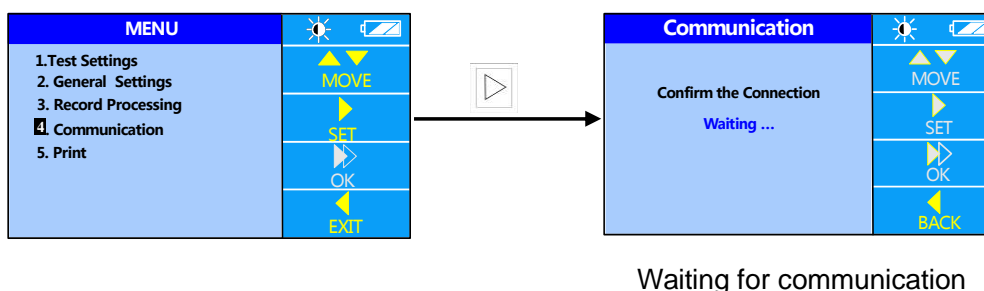 MENU
1.Test Settings
2. General Settings
3. Record Processing
4. Communication
5. Print
MOVE
SET
OK
EXIT
Communication
Confirm the Connection
Waiting ...
MOVE
SET
OK
BACK
Waiting for communication